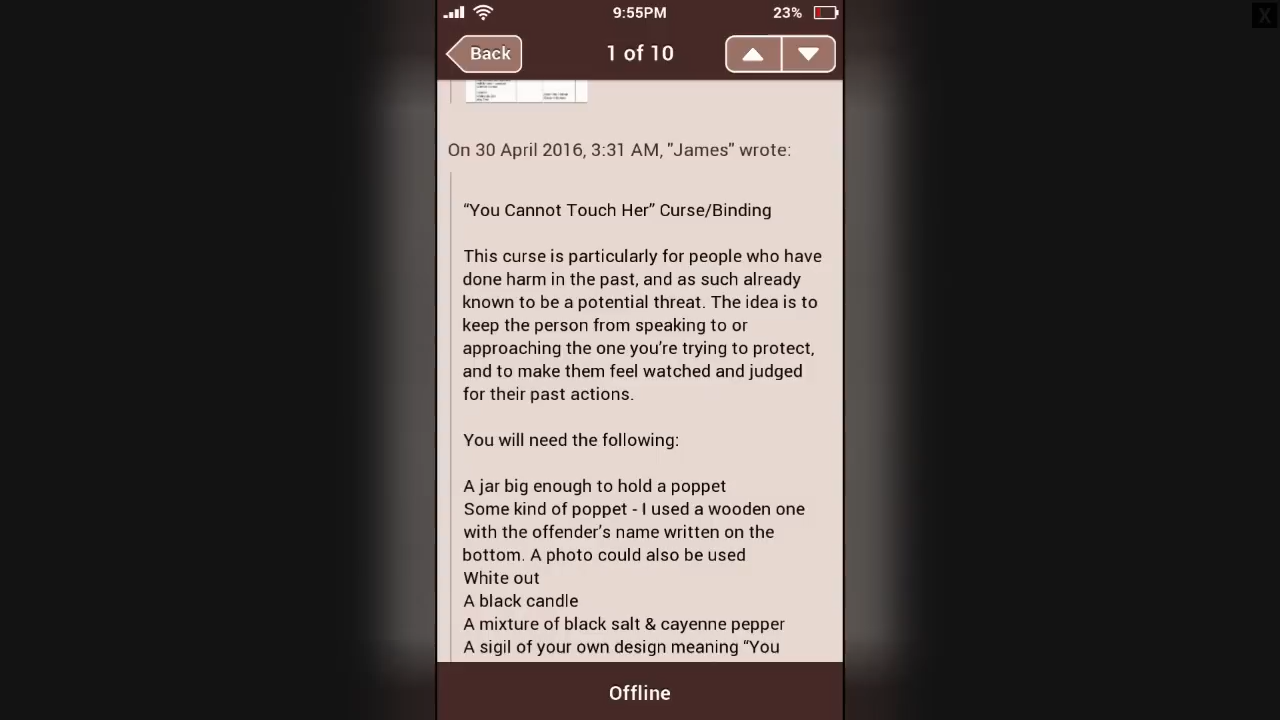 9:55PM
23%
X
Back
1 of 10
On 30 April 2016, 3:31 AM, "James" wrote:
“You Cannot Touch Her” Curse/Binding
This curse is particularly for people who have
done harm in the past, and as such already
known to be a potential threat. The idea is to
keep the person from speaking to or
approaching the one you’re trying to protect,
and to make them feel watched and judged
for their past actions.
You will need the following:
A jar big enough to hold a poppet
Some kind of poppet - I used a wooden one
with the offender’s name written on the
bottom. A photo could also be used
White out
A black candle
A mixture of black salt & cayenne pepper
A sigil of your own design meaning “You
Offline